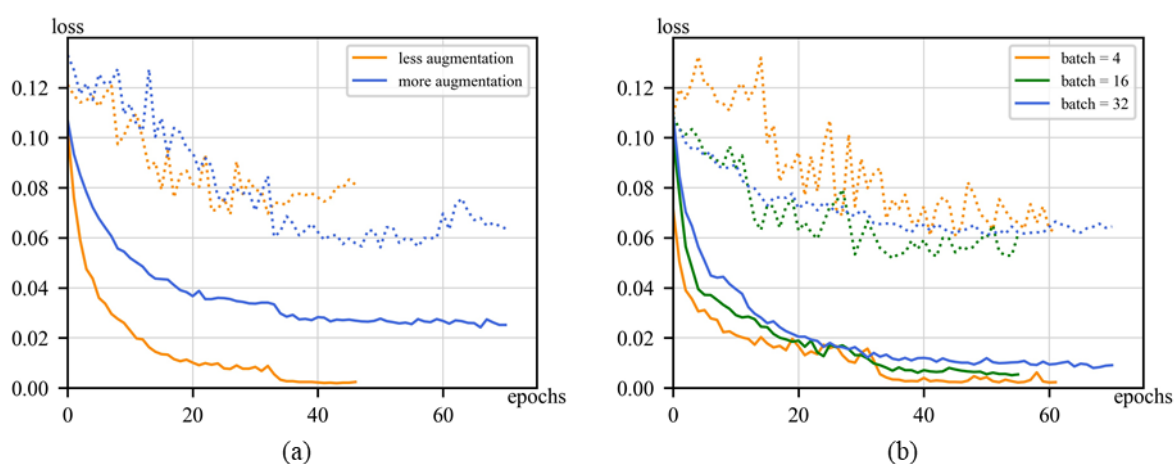 loss
less augmentation
more augmentation
0.12
0.10
0.08
0.06
0.04
0.02
0.00
0
20
40
60
epochs
(a)
loss
batch = 4
batch = 16
batch = 32
0.12
0.10
0.08
0.06
0.04
0.02
0.00
0
20
40
60
epochs
(b)